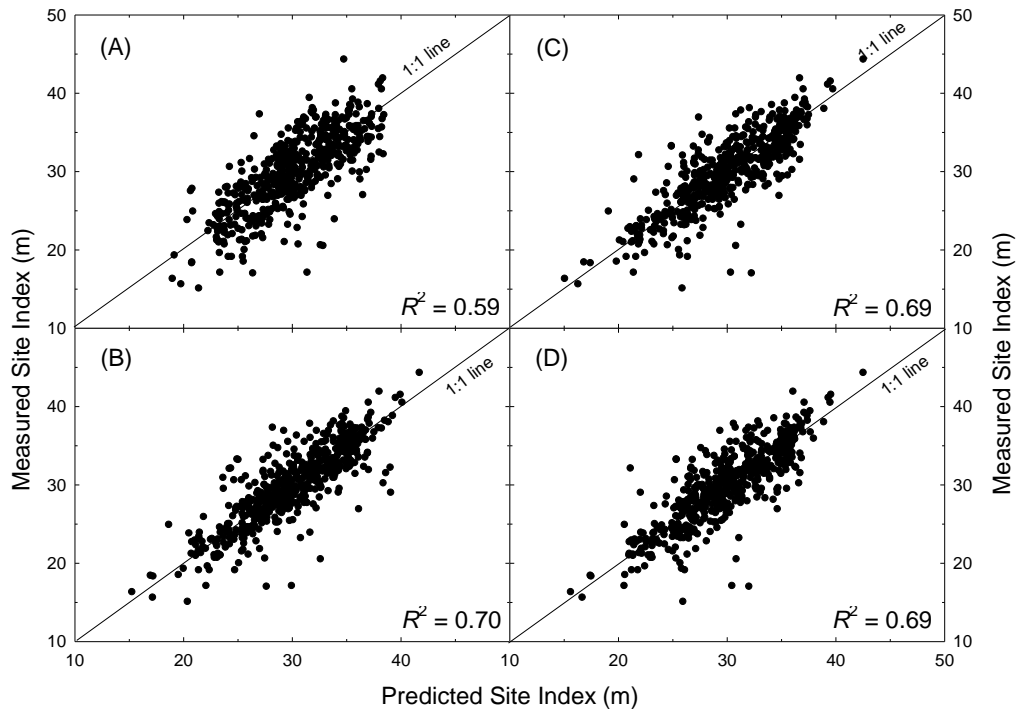 50
40
30
20
10
(A)
1:1 line
R² = 0.59
(C)
1:1 line
R² = 0.69
50
40
30
20
10
40
30
20
10
(B)
1:1 line
R² = 0.70
(D)
1:1 line
R² = 0.69
40
30
20
10
10
20
30
40
10
20
30
40
50
Measured Site Index (m)
Measured Site Index (m)
Predicted Site Index (m)